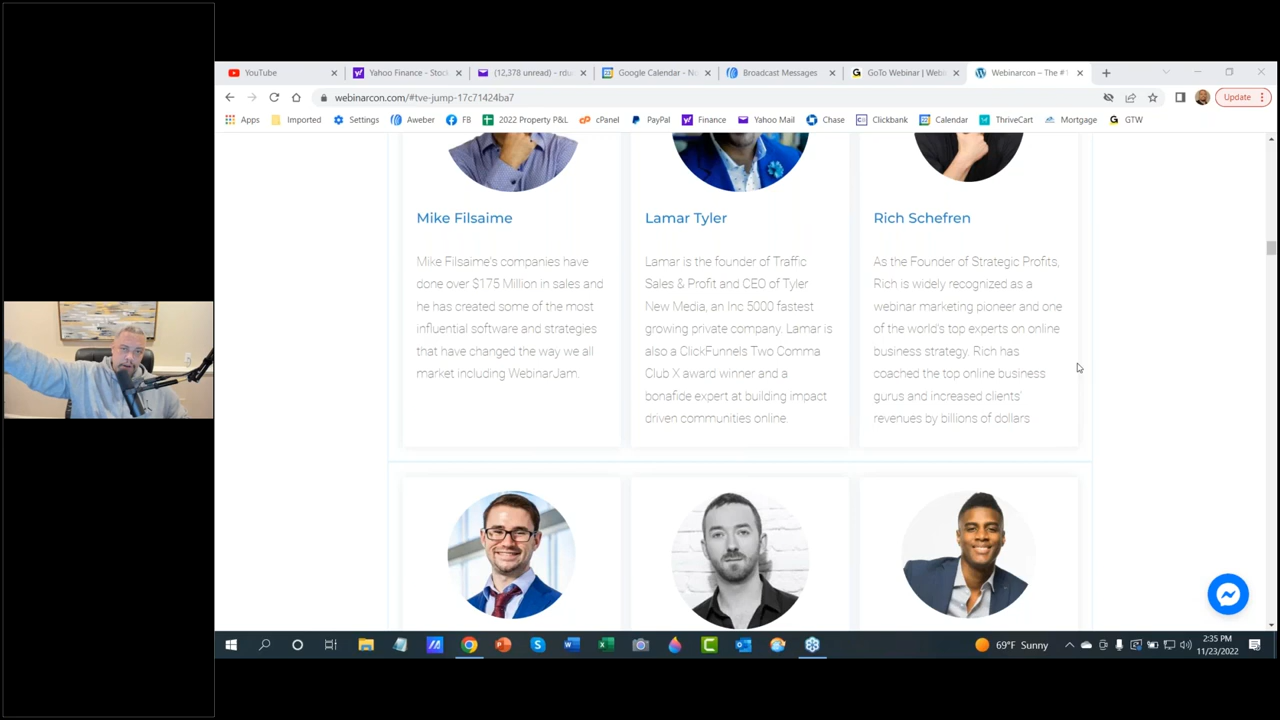 YouTube
Yahoo Finance - Stock
(12,378 unread) - rdu
Google Calendar - No
Broadcast Messages
GoTo Webinar | Webi
Webinarcon – The #1
webinarcon.com/#tve-jump-17c71424ba7
Update
Apps
Imported
Settings
Aweber
FB
2022 Property P&L
cPanel
PayPal
Finance
Yahoo Mail
Chase
Clickbank
Calendar
ThriveCart
Mortgage
GTW
Mike Filsaime
Mike Filsaime's companies have
done over $175 Million in sales and
he has created some of the most
influential software and strategies
that have changed the way we all
market including WebinarJam.
Lamar Tyler
Lamar is the founder of Traffic
Sales & Profit and CEO of Tyler
New Media, an Inc 5000 fastest
growing private company. Lamar is
also a ClickFunnels Two Comma
Club X award winner and a
bonafide expert at building impact
driven communities online.
Rich Schefren
As the Founder of Strategic Profits,
Rich is widely recognized as a
webinar marketing pioneer and one
of the world's top experts on online
business strategy. Rich has
coached the top online business
gurus and increased clients'
revenues by billions of dollars
69°F Sunny
2:35 PM
11/23/2022